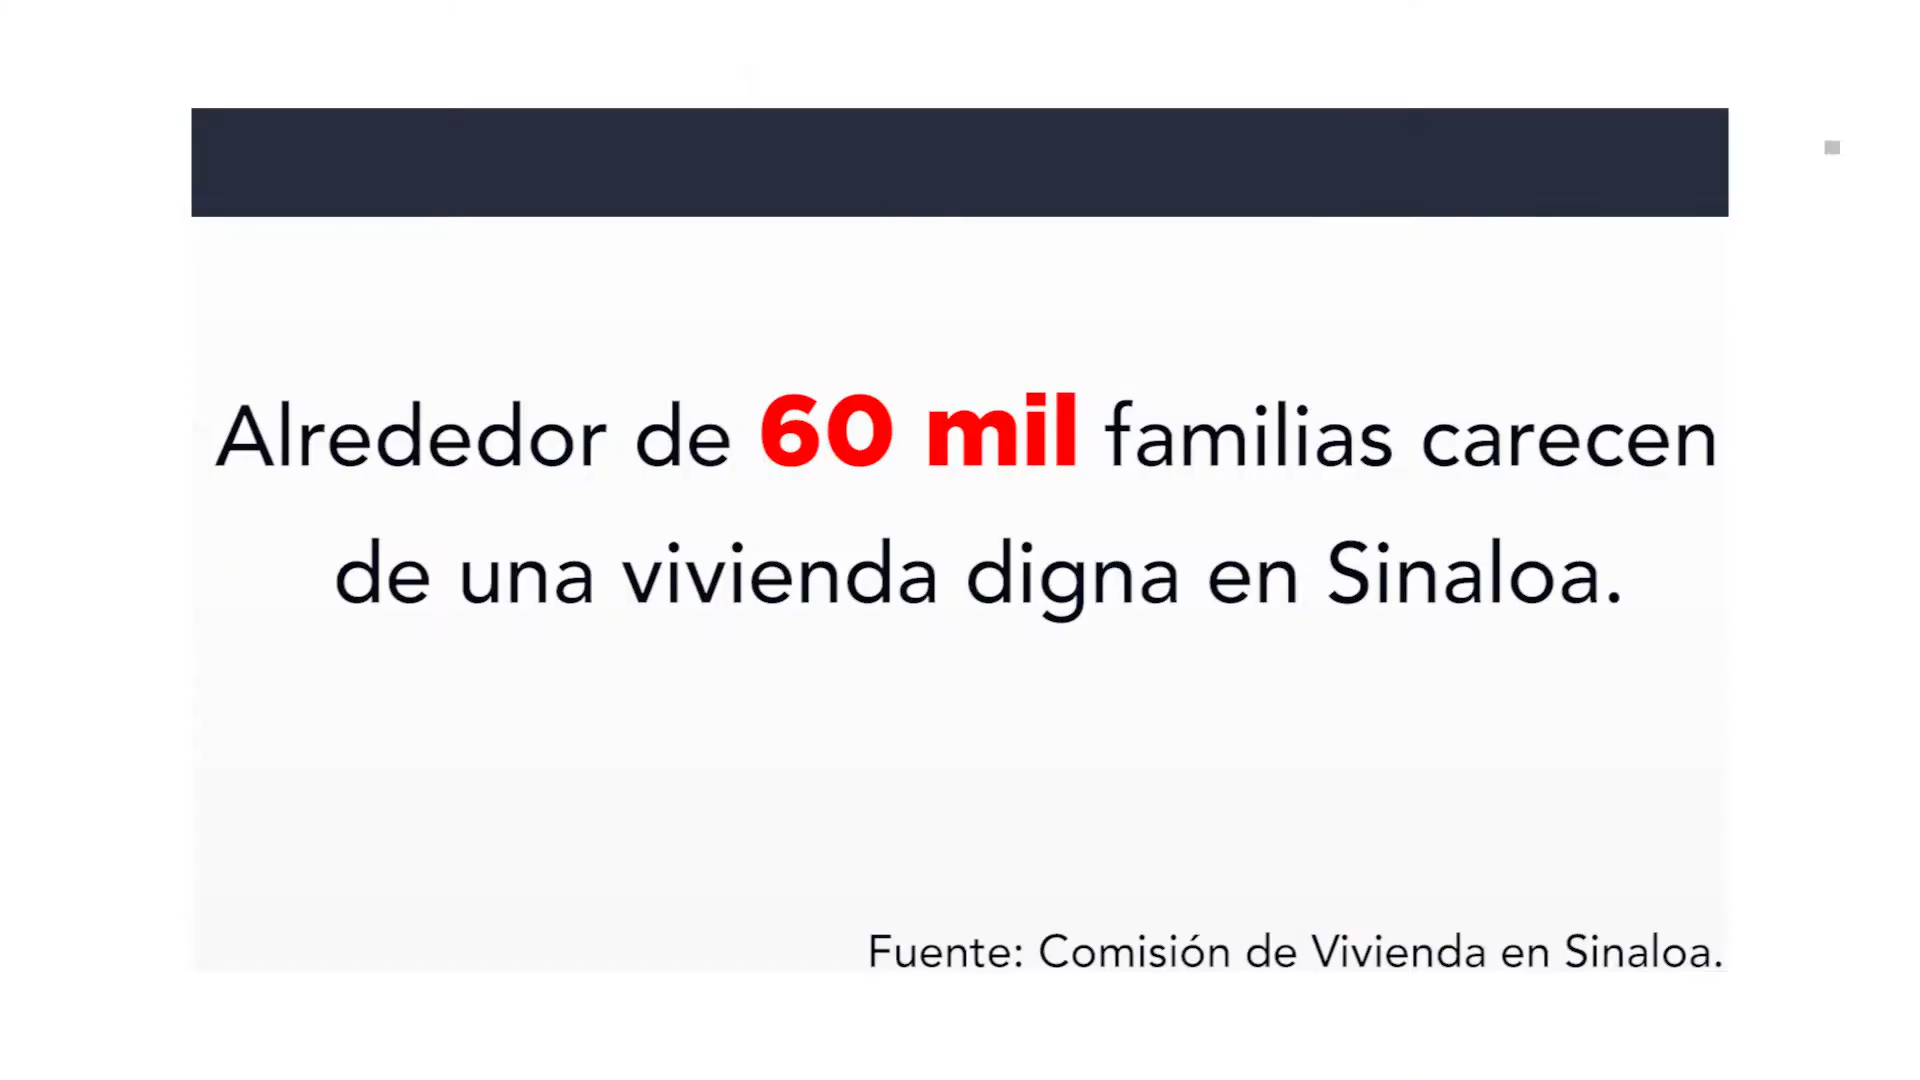 Alrededor de 60 mil familias carecen
de una vivienda digna en Sinaloa.
Fuente: Comisión de Vivienda en Sinaloa.